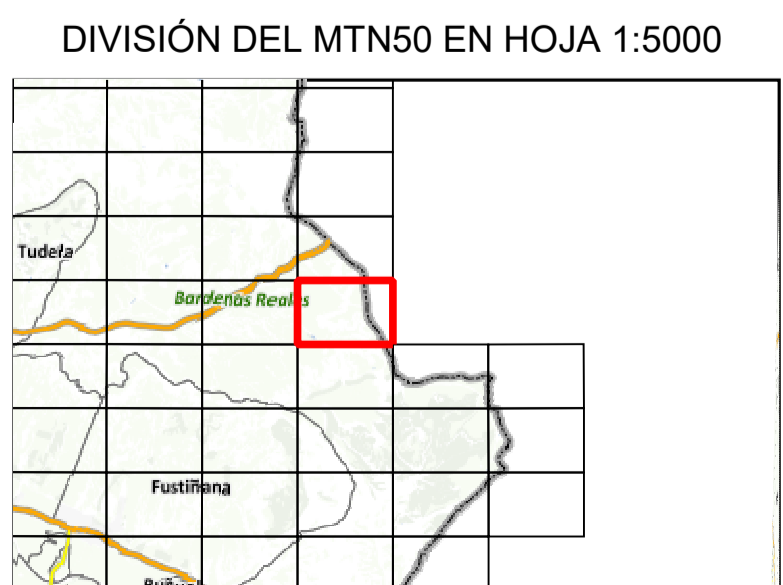 DIVISIÓN DEL MTN50 EN HOJA 1:5000
Tudela
Bardenas Reales
Fustiñana